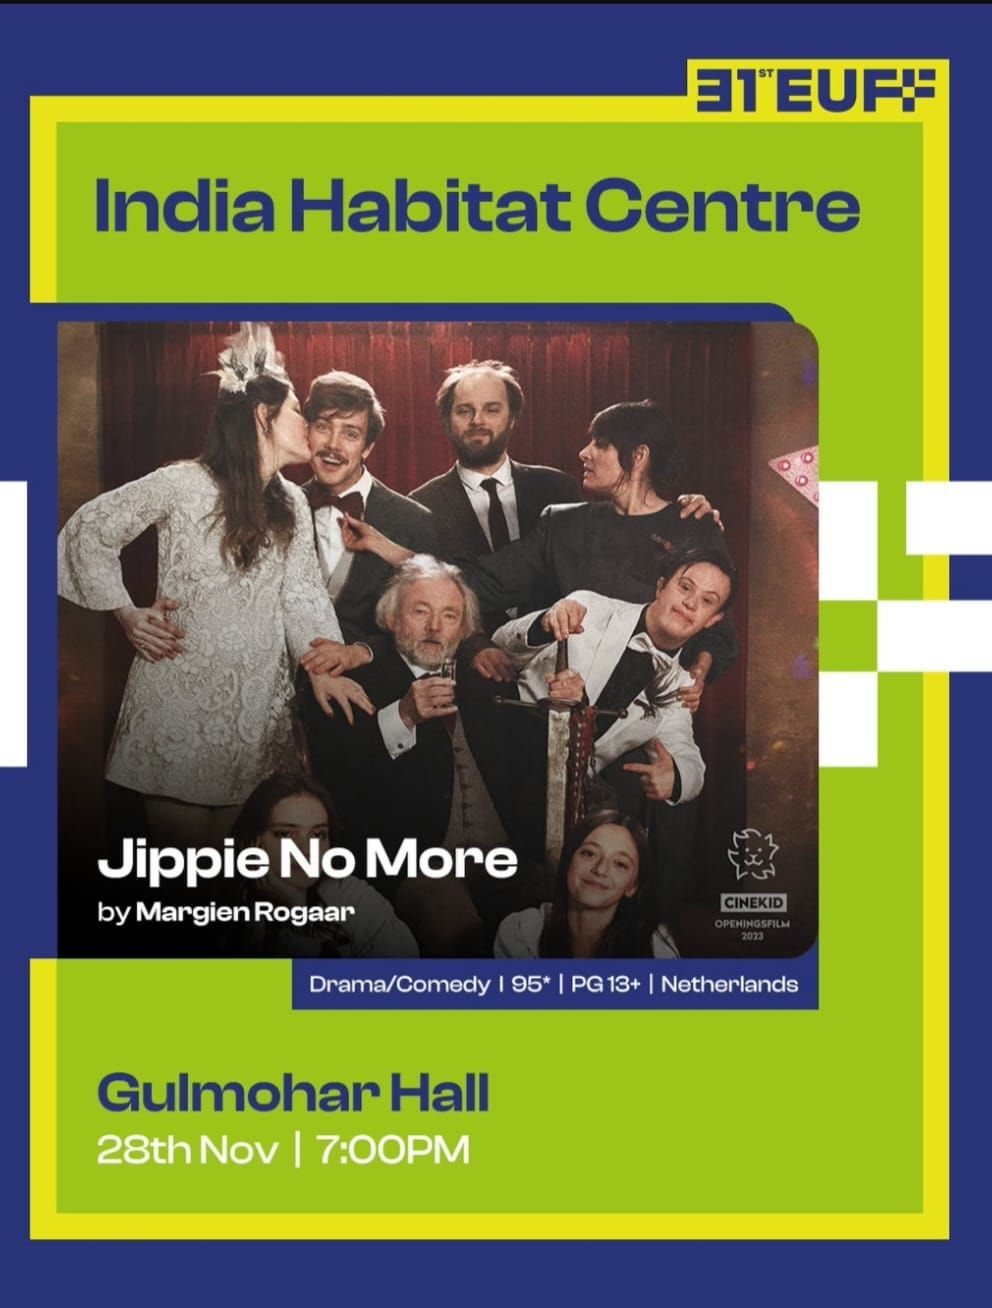 31ST EUFF
India Habitat Centre
Jippie No More
by Margien Rogaar
CINEKID
OPENINGSFILM
2023
Drama/Comedy I 95* | PG 13+ | Netherlands
Gulmohar Hall
28th Nov | 7:00PM